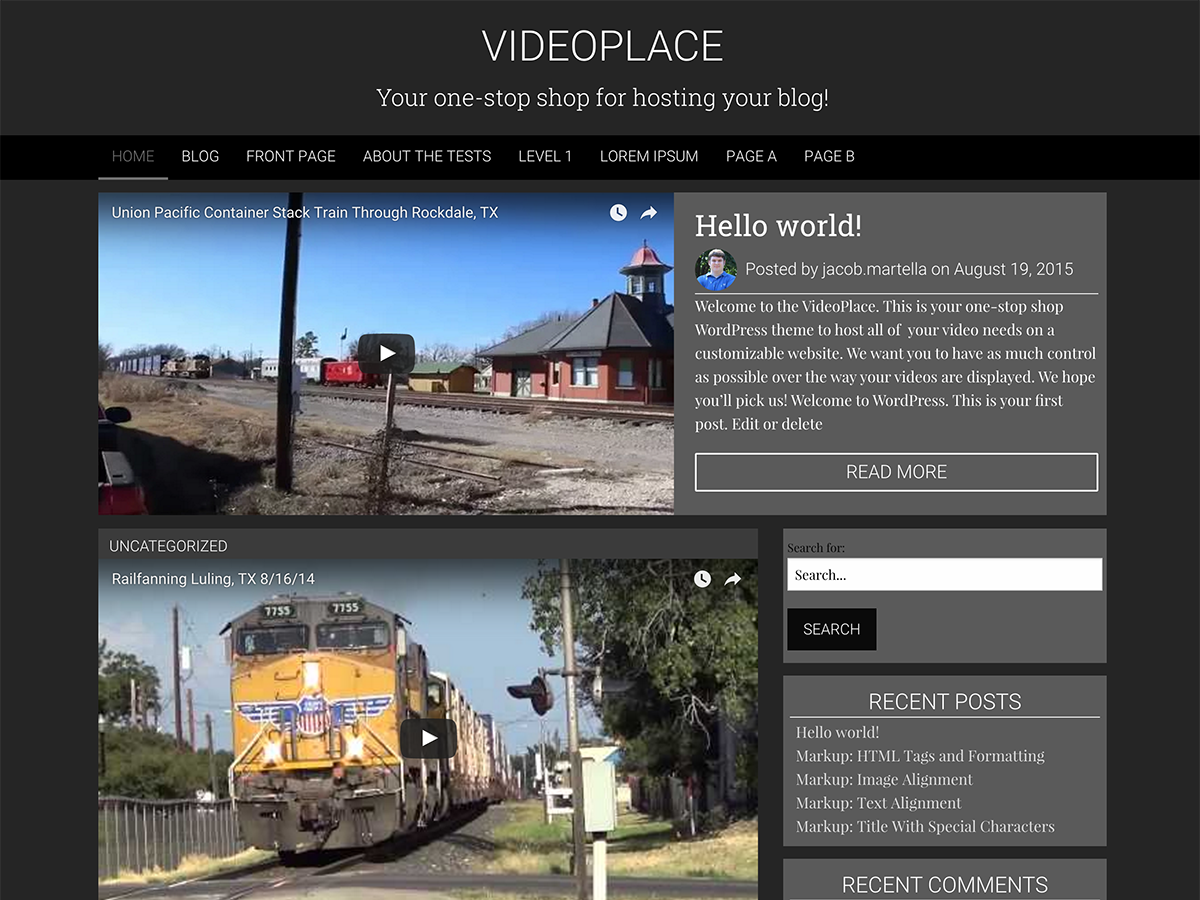 VIDEOPLACE
Your one-stop shop for hosting your blog!
HOME BLOG FRONT PAGE ABOUT THE TESTS LEVEL 1 LOREM IPSUM PAGE A PAGE B
Union Pacific Container Stack Train Through Rockdale, TX
Hello world!
Posted by jacob.martella on August 19, 2015
Welcome to the VideoPlace. This is your one-stop shop
WordPress theme to host all of your video needs on a
customizable website. We want you to have as much control
as possible over the way your videos are displayed. We hope
you’ll pick us! Welcome to WordPress. This is your first
post. Edit or delete
READ MORE
UNCATEGORIZED
Railfanning Luling, TX 8/16/14
7755 7755
Search for:
Search...
SEARCH
RECENT POSTS
Hello world!
Markup: HTML Tags and Formatting
Markup: Image Alignment
Markup: Text Alignment
Markup: Title With Special Characters
RECENT COMMENTS